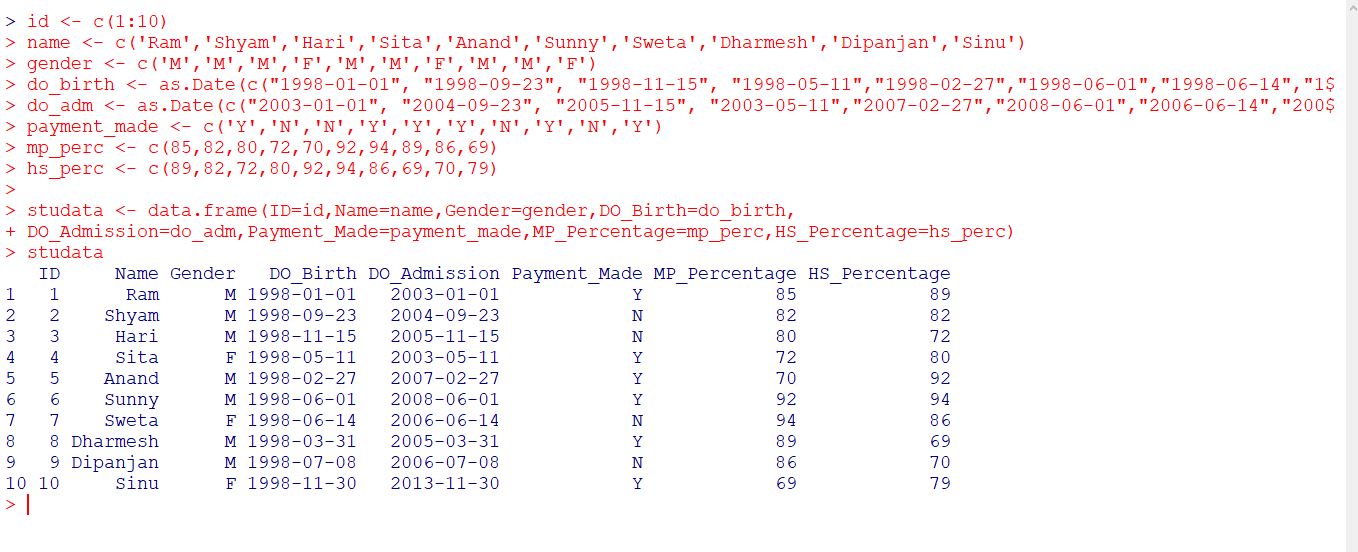 > id <- c(1:10)
> name <- c('Ram','Shyam','Hari','Sita','Anand','Sunny','Sweta','Dharmesh','Dipanjan','Sinu')
> gender <- c('M','M','M','F','M','M','F','M','M','F')
> do_birth <- as.Date(c("1998-01-01", "1998-09-23", "1998-11-15", "1998-05-11","1998-02-27","1998-06-01","1998-06-14","1$
> do_adm <- as.Date(c("2003-01-01", "2004-09-23", "2005-11-15", "2003-05-11","2007-02-27","2008-06-01","2006-06-14","200$
> payment_made <- c('Y','N','N','Y','Y','Y','N','Y','N','Y')
> mp_perc <- c(85,82,80,72,70,92,94,89,86,69)
> hs_perc <- c(89,82,72,80,92,94,86,69,70,79)
>
> studata <- data.frame(ID=id,Name=name,Gender=gender,DO_Birth=do_birth,
+ DO_Admission=do_adm,Payment_Made=payment_made,MP_Percentage=mp_perc,HS_Percentage=hs_perc)
> studata
   ID     Name Gender   DO_Birth DO_Admission Payment_Made MP_Percentage HS_Percentage
1   1      Ram      M 1998-01-01   2003-01-01            Y            85            89
2   2    Shyam      M 1998-09-23   2004-09-23            N            82            82
3   3     Hari      M 1998-11-15   2005-11-15            N            80            72
4   4     Sita      F 1998-05-11   2003-05-11            Y            72            80
5   5    Anand      M 1998-02-27   2007-02-27            Y            70            92
6   6    Sunny      M 1998-06-01   2008-06-01            Y            92            94
7   7    Sweta      F 1998-06-14   2006-06-14            N            94            86
8   8 Dharmesh      M 1998-03-31   2005-03-31            Y            89            69
9   9 Dipanjan      M 1998-07-08   2006-07-08            N            86            70
10 10     Sinu      F 1998-11-30   2013-11-30            Y            69            79
>